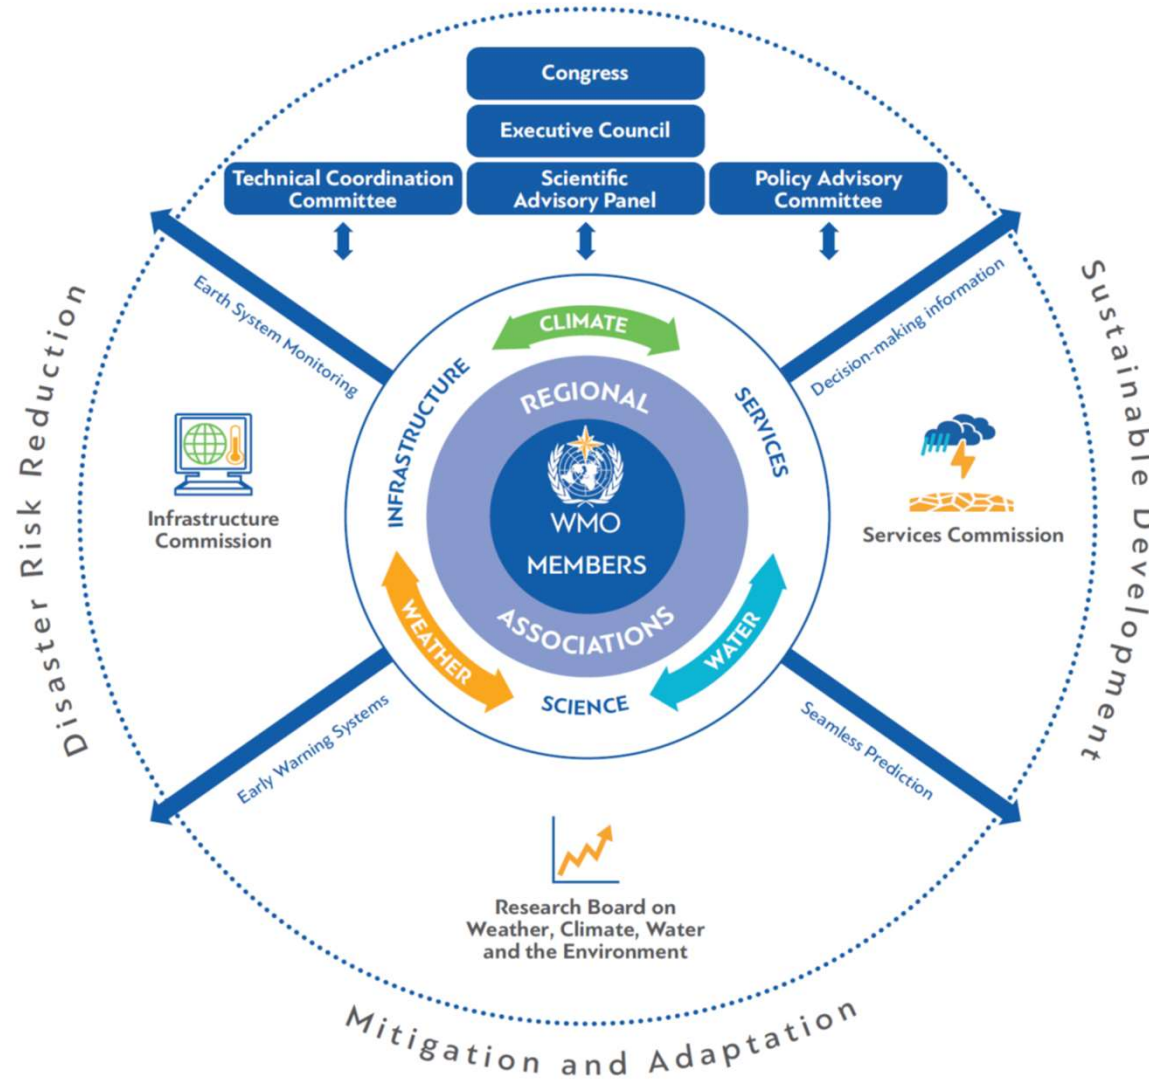 Congress
Executive Council
Technical Coordination
Committee
Scientific
Advisory Panel
Policy Advisory
Committee
Earth System Monitoring
Decision-making information
Disaster Risk Reduction
Sustainable Development
CLIMATE
INFRASTRUCTURE
SERVICES
REGIONAL
WMO
MEMBERS
ASSOCIATIONS
WEATHER
WATER
SCIENCE
Infrastructure
Commission
Services Commission
Early Warning Systems
Seamless Prediction
Research Board on
Weather, Climate, Water
and the Environment
Mitigation and Adaptation